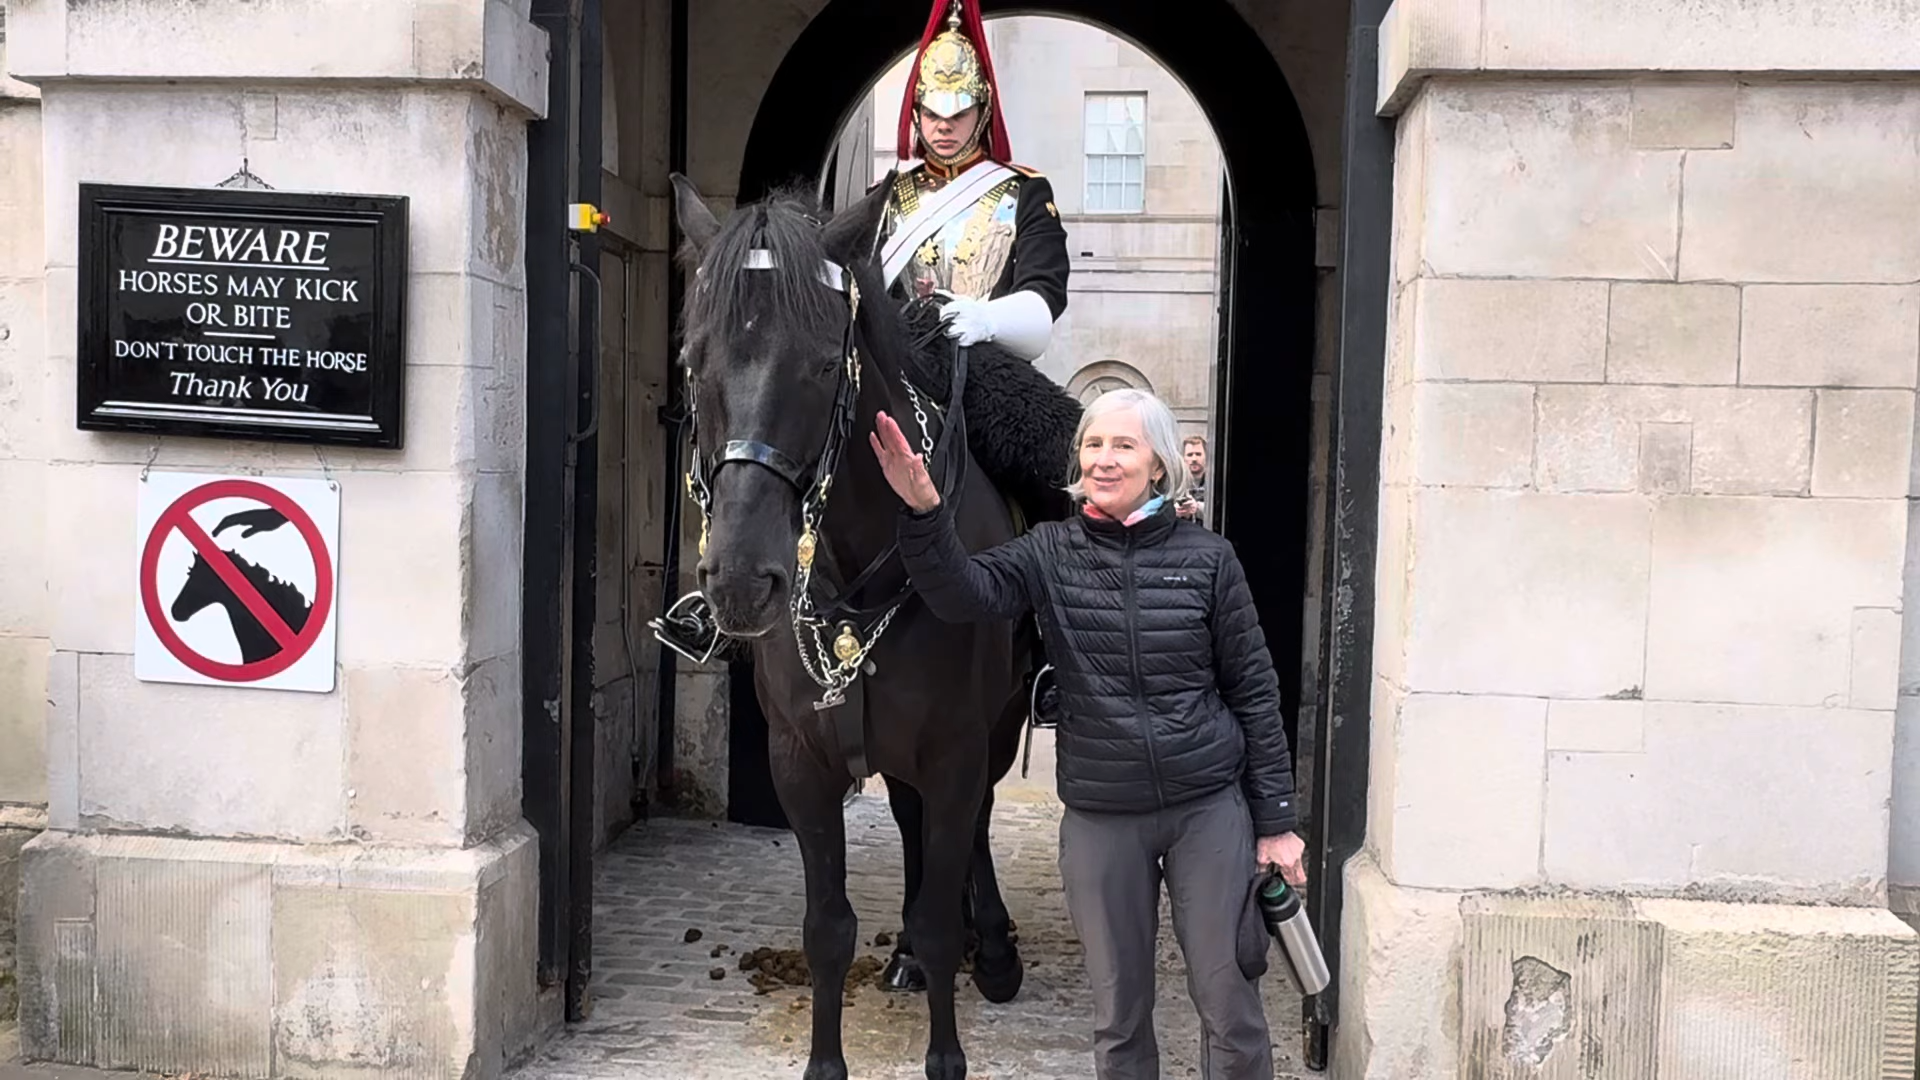 BEWARE
HORSES MAY KICK
OR BITE
DON'T TOUCH THE HORSE
Thank You